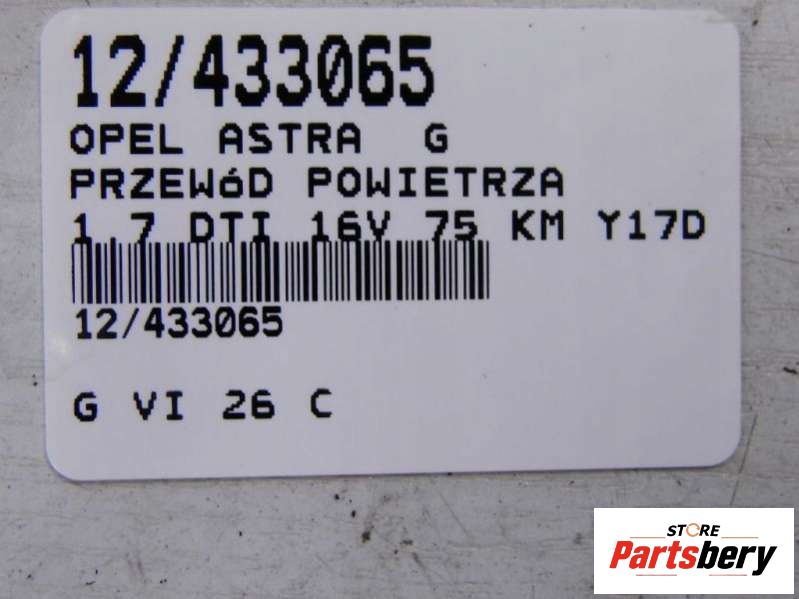 12/433065
OPEL ASTRA G
PRZEWóD POWIETRZA
1.7 DTI 16V 75 KM Y17D
12/433065
G VI 26 C
STORE
Partsbery